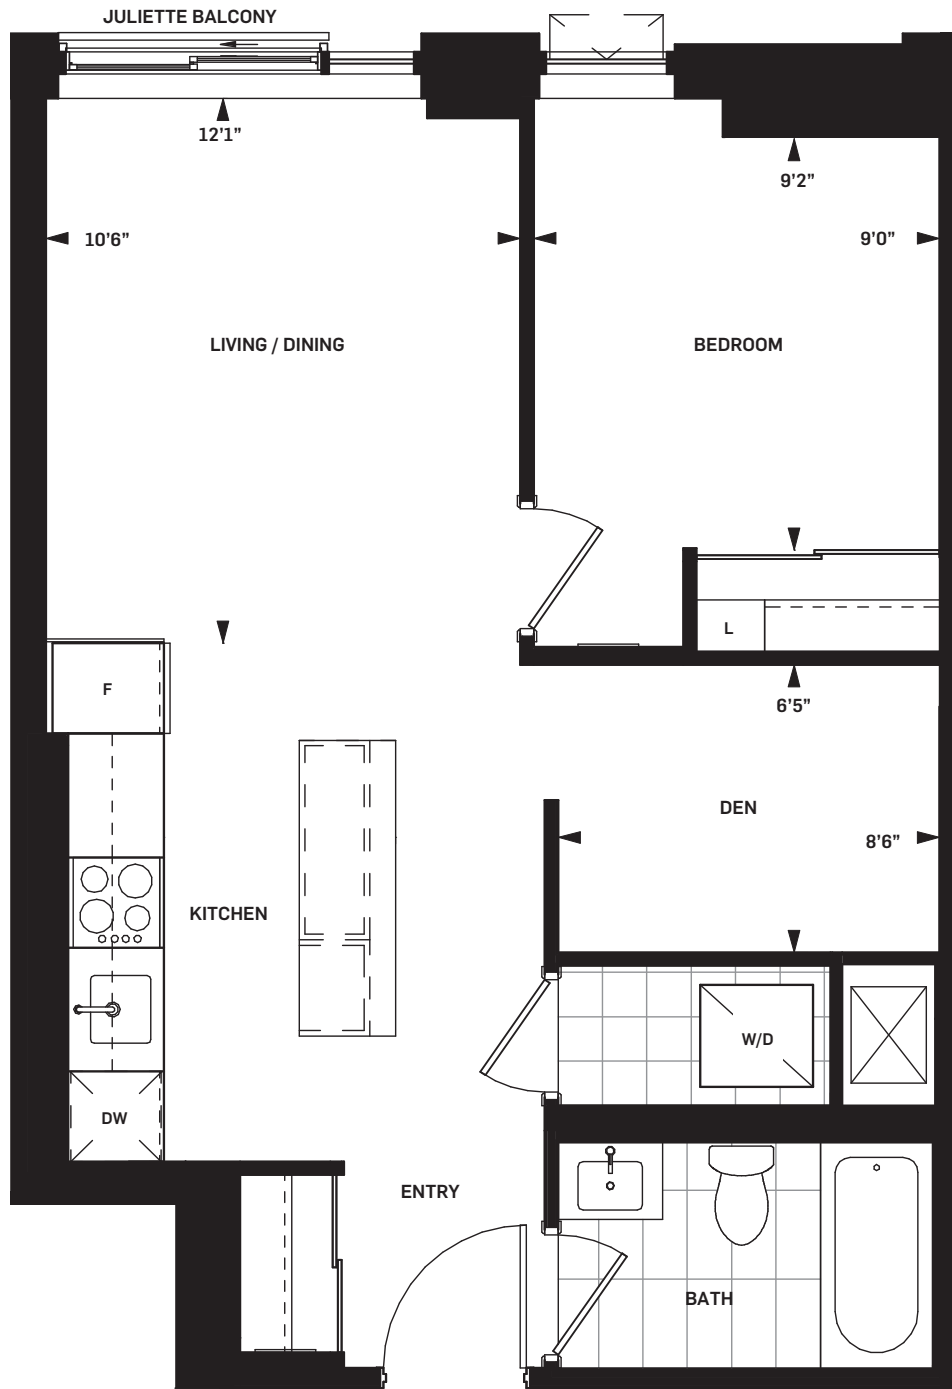 JULIETTE BALCONY
12’1”
9’2”
10’6”
9’0”
LIVING / DINING
BEDROOM
L
F
6’5”
DEN
8’6”
KITCHEN
W/D
DW
ENTRY
BATH